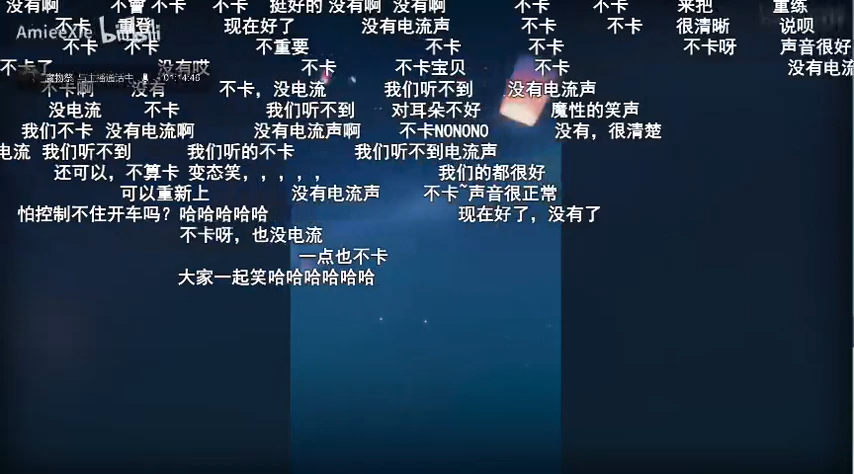 没有啊 不曾 不卡 不卡 挺好的 没有啊 没有啊 不卡 不卡 来把 重练
AmieeXie bilibili 不卡 重登 现在好了 没有电流声 不卡 不卡 很清晰 说呗
不卡 不卡 不重要 不卡 不卡 不卡呀 声音很好
不卡了 没有哎 不卡 不卡宝贝 不卡 没有电流
与主播通话中 01:14:46
不卡啊 没有 不卡，没电流 我们听不到 没有电流声
没电流 不卡 我们听不到 对耳朵不好 魔性的笑声
我们不卡 没有电流啊 没有电流声啊 不卡NONONO 没有，很清楚
电流 我们听不到 我们听的不卡 我们听不到电流声
还可以，不算卡 变态笑，，，，， 我们的都很好
可以重新上 没有电流声 不卡~声音很正常
怕控制不住开车吗？哈哈哈哈哈 现在好了，没有了
不卡呀，也没电流
一点也不卡
大家一起笑哈哈哈哈哈哈